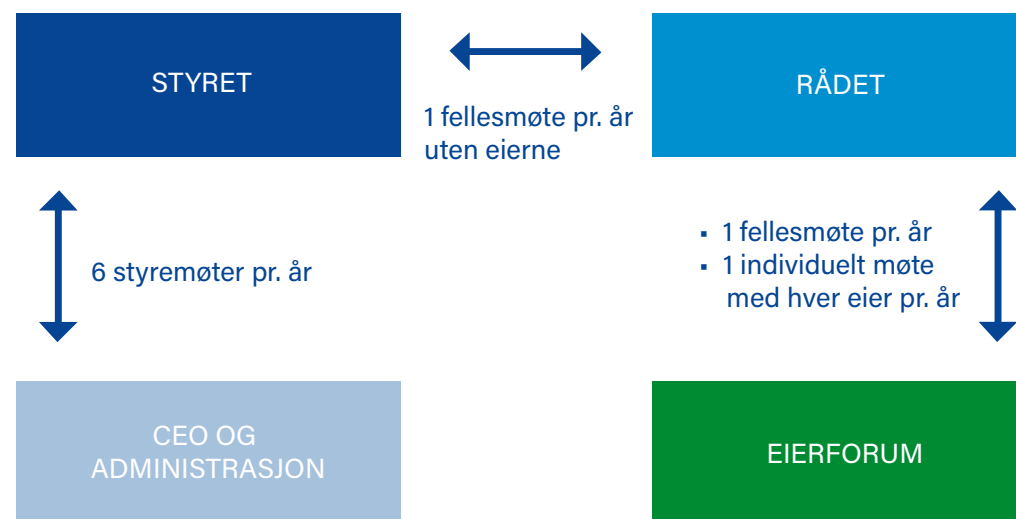 STYRET
1 fellesmøte pr. år
uten eierne
RÅDET
6 styremøter pr. år
▪ 1 fellesmøte pr. år
▪ 1 individuelt møte
med hver eier pr. år
CEO OG
ADMINISTRASJON
EIERFORUM